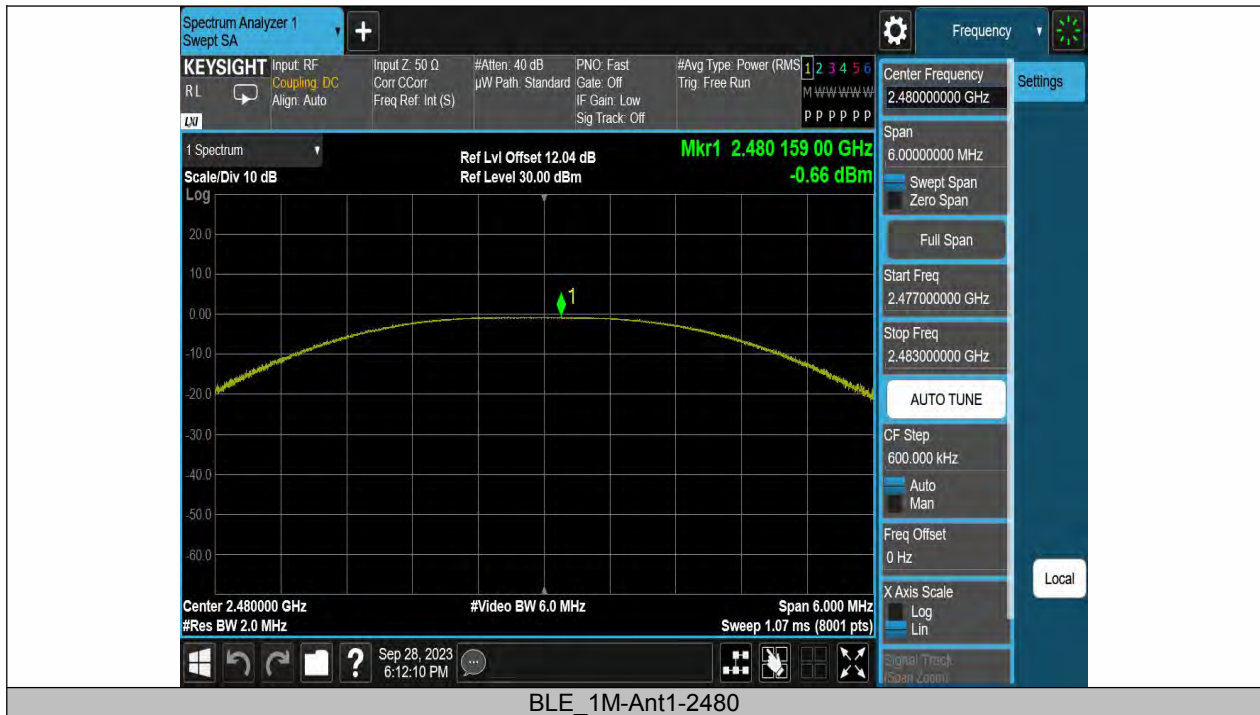 Spectrum Analyzer 1
Swept SA
+
Frequency
KEYSIGHT
RL
LXI
Input: RF
Coupling: DC
Align: Auto
Input Z: 50 Ω
Corr CCorr
Freq Ref: Int (S)
#Atten: 40 dB
µW Path: Standard
PNO: Fast
Gate: Off
IF Gain: Low
Sig Track: Off
#Avg Type: Power (RMS
Trig: Free Run
1 2 3 4 5 6
M W W W W W
P P P P P P
1 Spectrum
Scale/Div 10 dB
Log
Ref Lvl Offset 12.04 dB
Ref Level 30.00 dBm
Mkr1 2.480 159 00 GHz
-0.66 dBm
20.0
10.0
0.00
-10.0
-20.0
-30.0
-40.0
-50.0
-60.0
1
Center 2.480000 GHz
#Res BW 2.0 MHz
#Video BW 6.0 MHz
Span 6.000 MHz
Sweep 1.07 ms (8001 pts)
Center Frequency
2.480000000 GHz
Settings
Span
6.00000000 MHz
Swept Span
Zero Span
Full Span
Start Freq
2.477000000 GHz
Stop Freq
2.483000000 GHz
AUTO TUNE
CF Step
600.000 kHz
Auto
Man
Freq Offset
0 Hz
X Axis Scale
Log
Lin
Signal Track
(Span Zoom)
Local
?
Sep 28, 2023
6:12:10 PM
BLE_1M-Ant1-2480